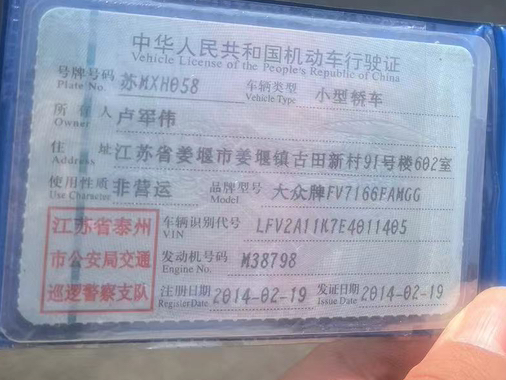 中华人民共和国机动车行驶证
Vehicle License of the People's Republic of China
号牌号码 苏MXH058 车辆类型 小型轿车
Plate No. Vehicle Type
所有人 卢军伟
Owner
住址 江苏省姜堰市姜堰镇古田新村91号楼602室
Address
使用性质 非营运 品牌型号 大众牌FV7166FAMGG
Use Character Model
江苏省泰州
市公安局交通
巡逻警察支队
车辆识别代号 LFV2A11K7E4011405
VIN
发动机号码 M38798
Engine No.
注册日期 2014-02-19 发证日期 2014-02-19
Register Date Issue Date